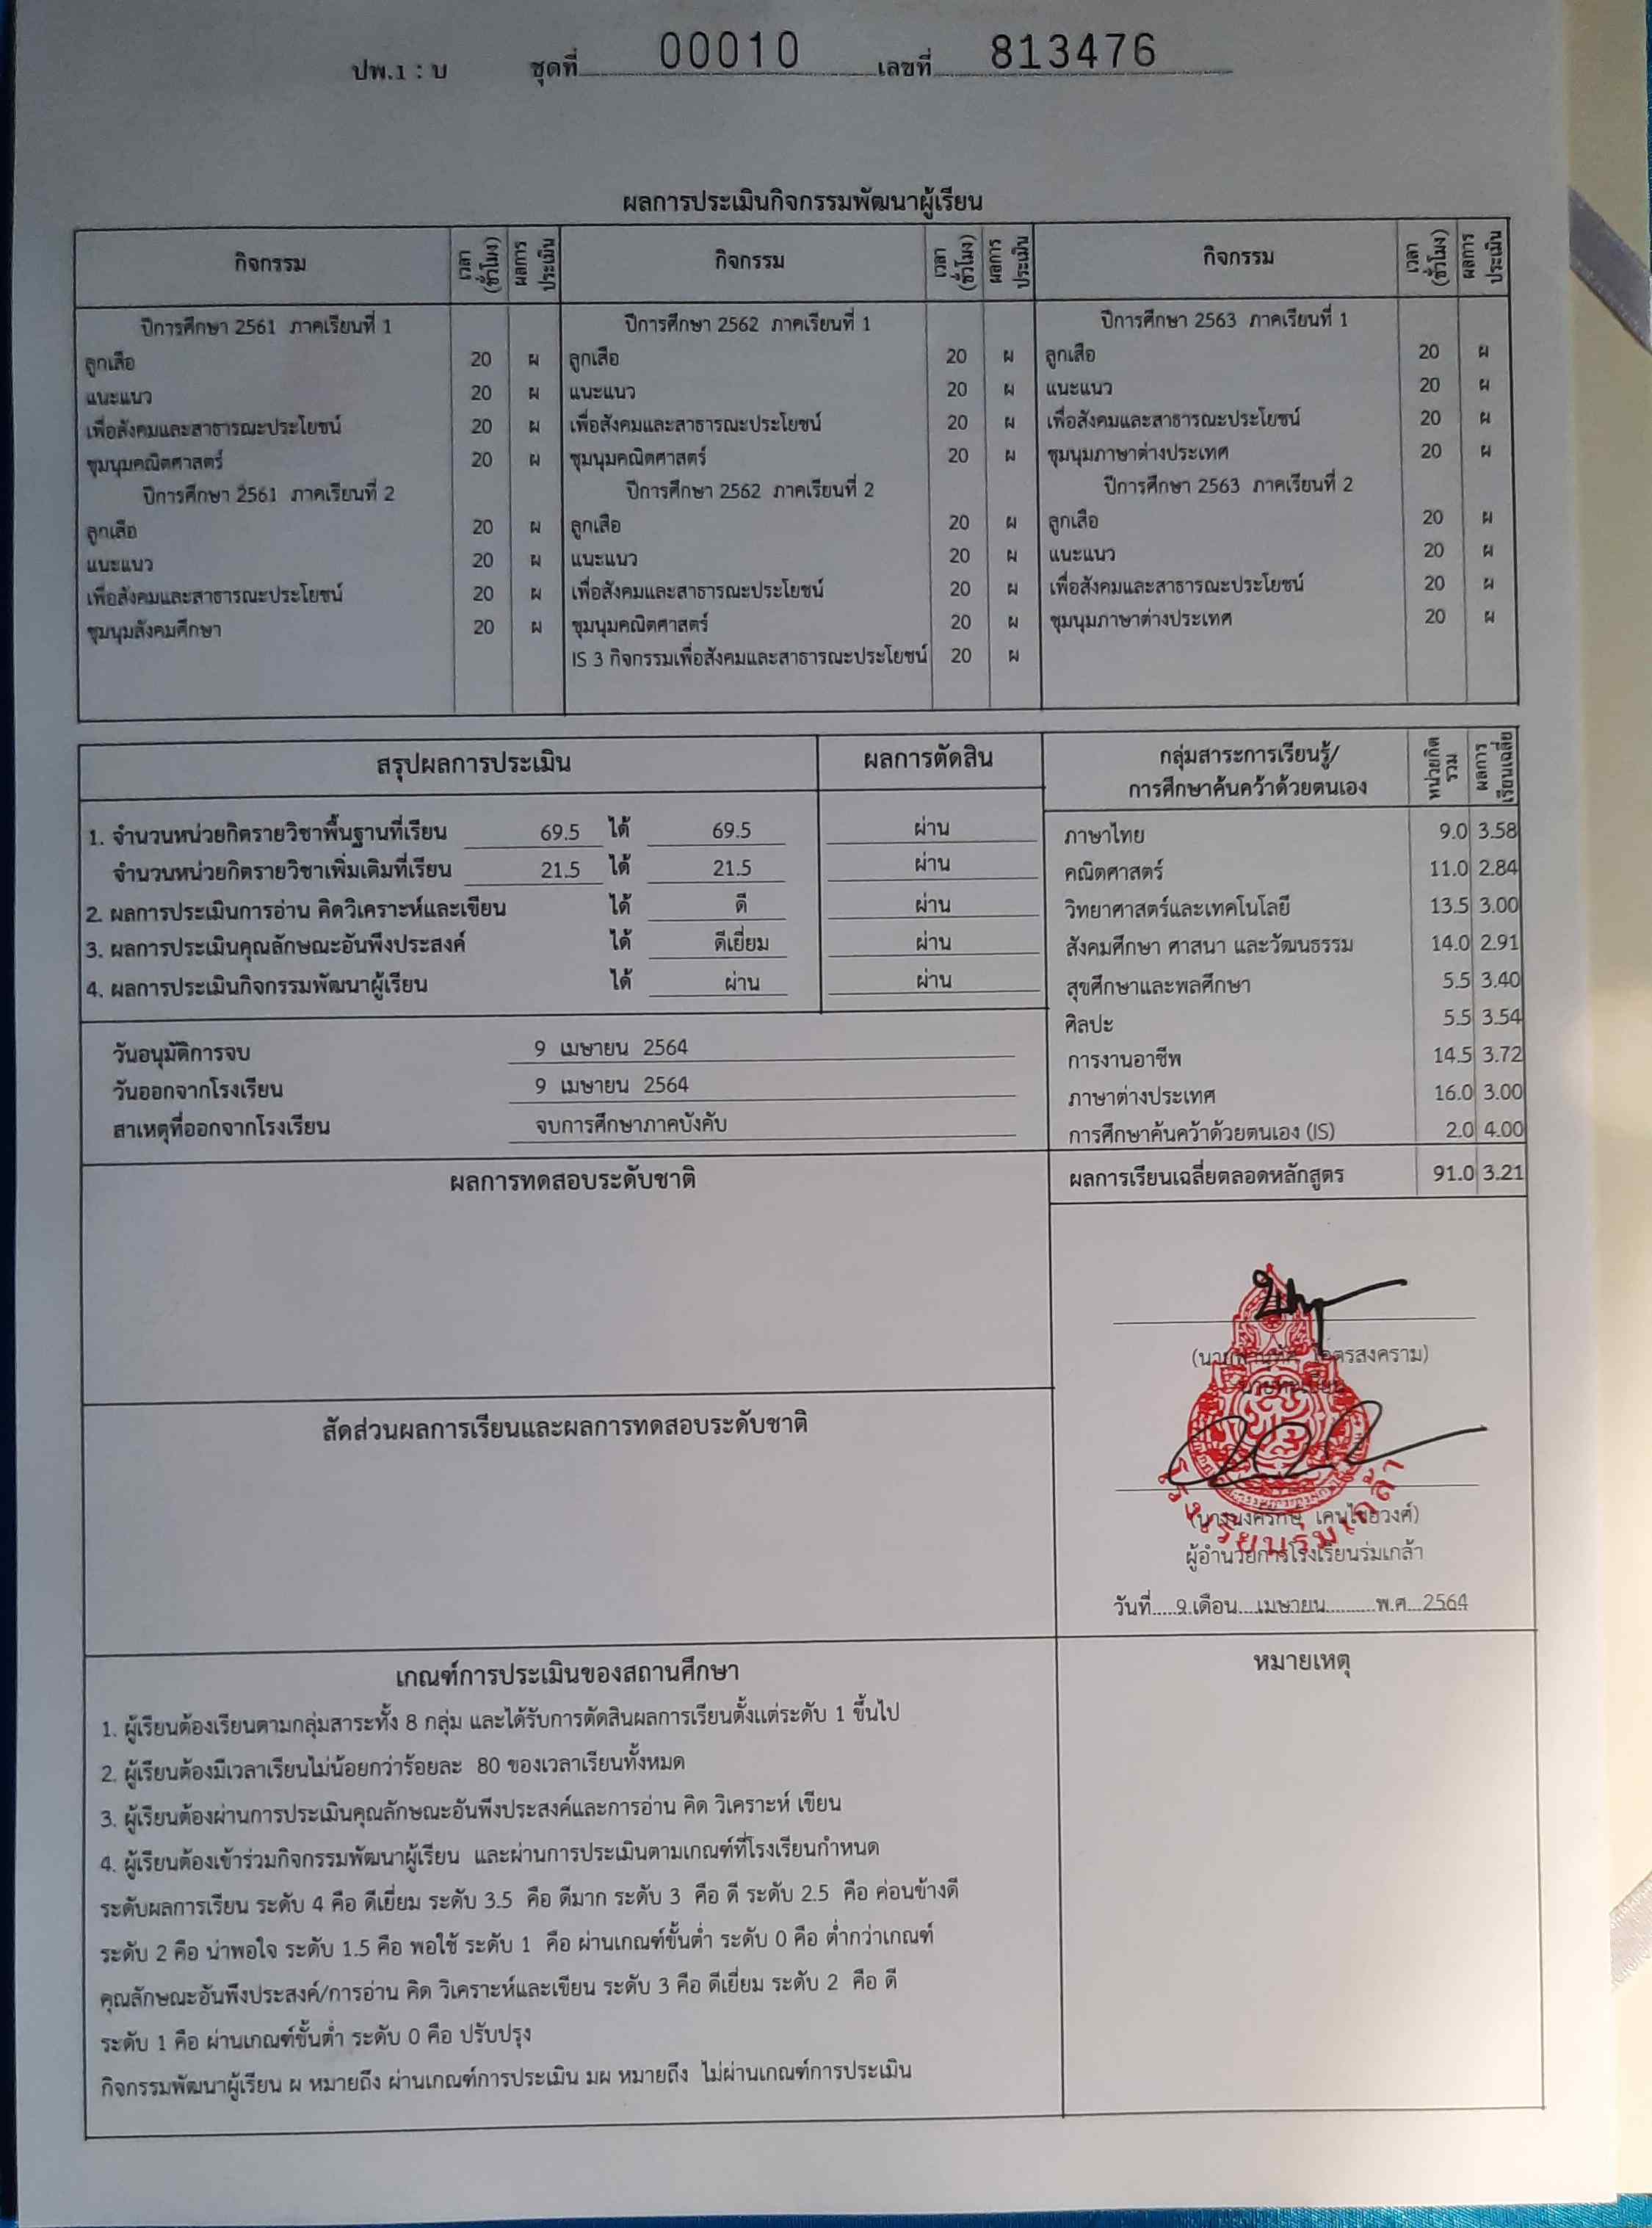 ปพ.1 : บ ชุดที่ 00010 เลขที่ 813476
ผลการประเมินกิจกรรมพัฒนาผู้เรียน
กิจกรรม เวลา (ชั่วโมง) ผลการประเมิน กิจกรรม เวลา (ชั่วโมง) ผลการประเมิน กิจกรรม เวลา (ชั่วโมง) ผลการประเมิน
ปีการศึกษา 2561 ภาคเรียนที่ 1 ปีการศึกษา 2562 ภาคเรียนที่ 1 ปีการศึกษา 2563 ภาคเรียนที่ 1
ลูกเสือ 20 ผ ลูกเสือ 20 ผ ลูกเสือ 20 ผ
แนะแนว 20 ผ แนะแนว 20 ผ แนะแนว 20 ผ
เพื่อสังคมและสาธารณะประโยชน์ 20 ผ เพื่อสังคมและสาธารณะประโยชน์ 20 ผ เพื่อสังคมและสาธารณะประโยชน์ 20 ผ
ชุมนุมคณิตศาสตร์ 20 ผ ชุมนุมคณิตศาสตร์ 20 ผ ชุมนุมภาษาต่างประเทศ 20 ผ
ปีการศึกษา 2561 ภาคเรียนที่ 2 ปีการศึกษา 2562 ภาคเรียนที่ 2 ปีการศึกษา 2563 ภาคเรียนที่ 2
ลูกเสือ 20 ผ ลูกเสือ 20 ผ ลูกเสือ 20 ผ
แนะแนว 20 ผ แนะแนว 20 ผ แนะแนว 20 ผ
เพื่อสังคมและสาธารณะประโยชน์ 20 ผ เพื่อสังคมและสาธารณะประโยชน์ 20 ผ เพื่อสังคมและสาธารณะประโยชน์ 20 ผ
ชุมนุมสังคมศึกษา 20 ผ ชุมนุมคณิตศาสตร์ 20 ผ ชุมนุมภาษาต่างประเทศ 20 ผ
IS 3 กิจกรรมเพื่อสังคมและสาธารณะประโยชน์ 20 ผ
สรุปผลการประเมิน ผลการตัดสิน
1. จำนวนหน่วยกิตรายวิชาพื้นฐานที่เรียน 69.5 ได้ 69.5 ผ่าน
จำนวนหน่วยกิตรายวิชาเพิ่มเติมที่เรียน 21.5 ได้ 21.5 ผ่าน
2. ผลการประเมินการอ่าน คิดวิเคราะห์และเขียน ได้ ดี ผ่าน
3. ผลการประเมินคุณลักษณะอันพึงประสงค์ ได้ ดีเยี่ยม ผ่าน
4. ผลการประเมินกิจกรรมพัฒนาผู้เรียน ได้ ผ่าน ผ่าน
วันอนุมัติการจบ 9 เมษายน 2564
วันออกจากโรงเรียน 9 เมษายน 2564
สาเหตุที่ออกจากโรงเรียน จบการศึกษาภาคบังคับ
กลุ่มสาระการเรียนรู้/
การศึกษาค้นคว้าด้วยตนเอง หน่วยกิตรวม ผลการเรียนเฉลี่ย
ภาษาไทย 9.0 3.58
คณิตศาสตร์ 11.0 2.84
วิทยาศาสตร์และเทคโนโลยี 13.5 3.00
สังคมศึกษา ศาสนา และวัฒนธรรม 14.0 2.91
สุขศึกษาและพลศึกษา 5.5 3.40
ศิลปะ 5.5 3.54
การงานอาชีพ 14.5 3.72
ภาษาต่างประเทศ 16.0 3.00
การศึกษาค้นคว้าด้วยตนเอง (IS) 2.0 4.00
ผลการเรียนเฉลี่ยตลอดหลักสูตร 91.0 3.21
ผลการทดสอบระดับชาติ
สัดส่วนผลการเรียนและผลการทดสอบระดับชาติ
โรงเรียนร่มเกล้า
ผู้อำนวยการโรงเรียนร่มเกล้า
วันที่ 9 เดือน เมษายน พ.ศ. 2564
เกณฑ์การประเมินของสถานศึกษา
1. ผู้เรียนต้องเรียนตามกลุ่มสาระทั้ง 8 กลุ่ม และได้รับการตัดสินผลการเรียนตั้งแต่ระดับ 1 ขึ้นไป
2. ผู้เรียนต้องมีเวลาเรียนไม่น้อยกว่าร้อยละ 80 ของเวลาเรียนทั้งหมด
3. ผู้เรียนต้องผ่านการประเมินคุณลักษณะอันพึงประสงค์และการอ่าน คิด วิเคราะห์ เขียน
4. ผู้เรียนต้องเข้าร่วมกิจกรรมพัฒนาผู้เรียน และผ่านการประเมินตามเกณฑ์ที่โรงเรียนกำหนด
ระดับผลการเรียน ระดับ 4 คือ ดีเยี่ยม ระดับ 3.5 คือ ดีมาก ระดับ 3 คือ ดี ระดับ 2.5 คือ ค่อนข้างดี
ระดับ 2 คือ น่าพอใจ ระดับ 1.5 คือ พอใช้ ระดับ 1 คือ ผ่านเกณฑ์ขั้นต่ำ ระดับ 0 คือ ต่ำกว่าเกณฑ์
คุณลักษณะอันพึงประสงค์/การอ่าน คิด วิเคราะห์และเขียน ระดับ 3 คือ ดีเยี่ยม ระดับ 2 คือ ดี
ระดับ 1 คือ ผ่านเกณฑ์ขั้นต่ำ ระดับ 0 คือ ปรับปรุง
กิจกรรมพัฒนาผู้เรียน ผ หมายถึง ผ่านเกณฑ์การประเมิน มผ หมายถึง ไม่ผ่านเกณฑ์การประเมิน
หมายเหตุ